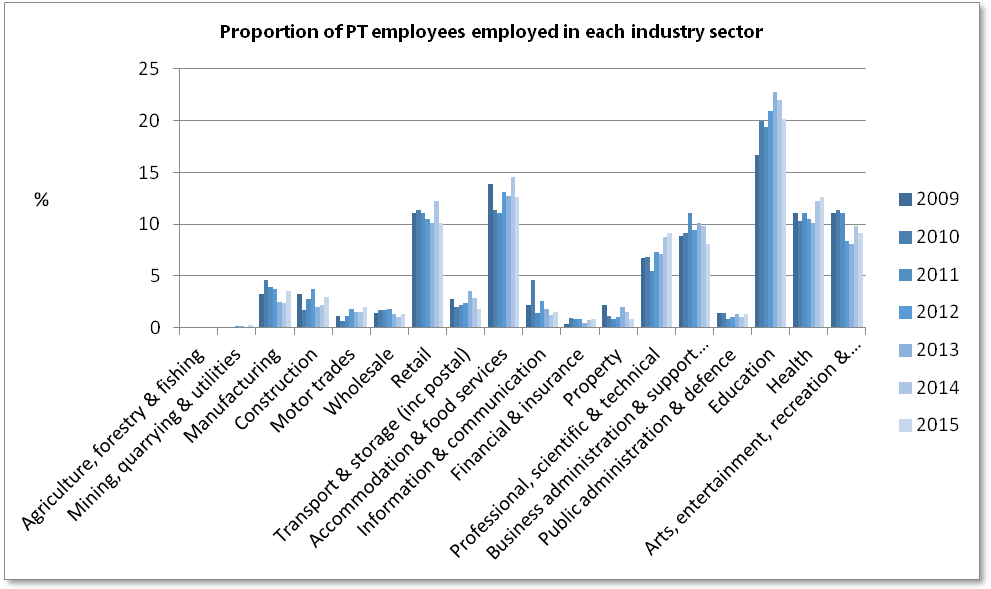 Proportion of PT employees employed in each industry sector
25
20
15
10
5
0
%
Agriculture, forestry & fishing
Mining, quarrying & utilities
Manufacturing
Construction
Motor trades
Wholesale
Retail
Transport & storage (inc postal)
Accommodation & food services
Information & communication
Financial & insurance
Property
Professional, scientific & technical
Business administration & support...
Public administration & defence
Education
Health
Arts, entertainment, recreation &...
2009
2010
2011
2012
2013
2014
2015